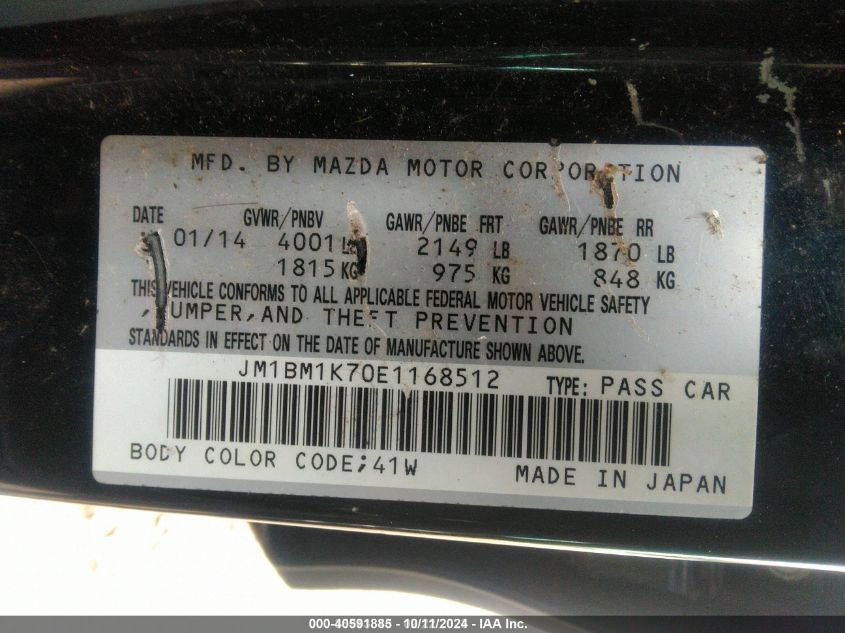 MFD. BY MAZDA MOTOR CORPORATION
DATE GVWR/PNBV GAWR/PNBE FRT GAWR/PNBE RR
01/14 4001 LB 2149 LB 1870 LB
1815 KG 975 KG 848 KG
THIS VEHICLE CONFORMS TO ALL APPLICABLE FEDERAL MOTOR VEHICLE SAFETY
,BUMPER,AND THEFT PREVENTION
STANDARDS IN EFFECT ON THE DATE OF MANUFACTURE SHOWN ABOVE.
JM1BM1K70E1168512 TYPE: PASS CAR
BODY COLOR CODE;41W MADE IN JAPAN
000-40591885 - 10/11/2024 - IAA Inc.